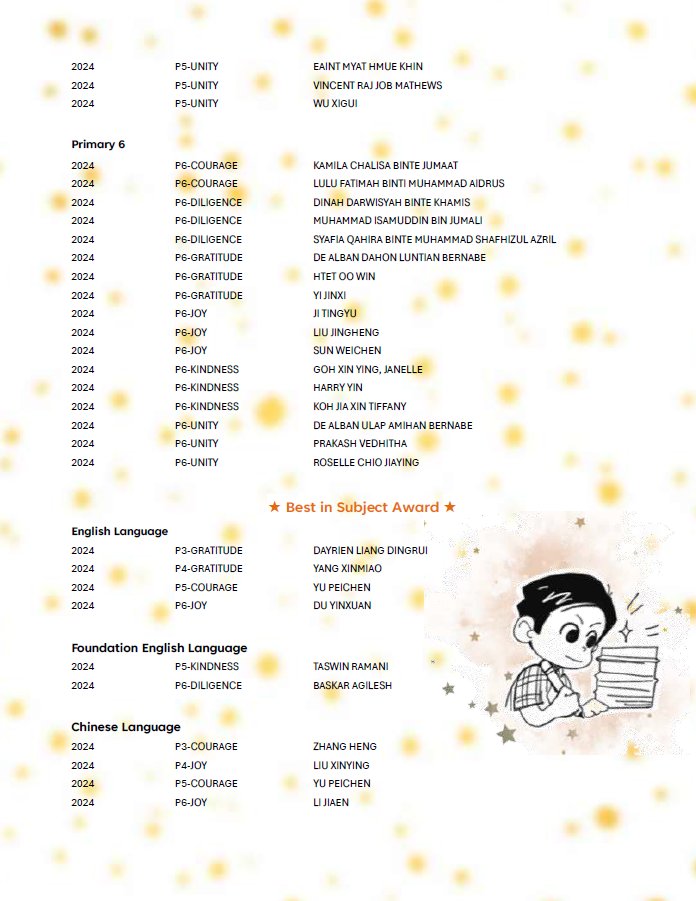 2024 P5-UNITY EAINT MYAT HMUE KHIN
2024 P5-UNITY VINCENT RAJ JOB MATHEWS
2024 P5-UNITY WU XIGUI
Primary 6
2024 P6-COURAGE KAMILA CHALISA BINTE JUMAAT
2024 P6-COURAGE LULU FATIMAH BINTI MUHAMMAD AIDRUS
2024 P6-DILIGENCE DINAH DARWISYAH BINTE KHAMIS
2024 P6-DILIGENCE MUHAMMAD ISAMUDDIN BIN JUMALI
2024 P6-DILIGENCE SYAFIA QAHIRA BINTE MUHAMMAD SHAFHIZUL AZRIL
2024 P6-GRATITUDE DE ALBAN DAHON LUNTIAN BERNABE
2024 P6-GRATITUDE HTET OO WIN
2024 P6-GRATITUDE YI JINXI
2024 P6-JOY JI TINGYU
2024 P6-JOY LIU JINGHENG
2024 P6-JOY SUN WEICHEN
2024 P6-KINDNESS GOH XIN YING, JANELLE
2024 P6-KINDNESS HARRY YIN
2024 P6-KINDNESS KOH JIA XIN TIFFANY
2024 P6-UNITY DE ALBAN ULAP AMIHAN BERNABE
2024 P6-UNITY PRAKASH VEDHITHA
2024 P6-UNITY ROSELLE CHIO JIAYING
★ Best in Subject Award ★
English Language
2024 P3-GRATITUDE DAYRIEN LIANG DINGRUI
2024 P4-GRATITUDE YANG XINMIAO
2024 P5-COURAGE YU PEICHEN
2024 P6-JOY DU YINXUAN
Foundation English Language
2024 P5-KINDNESS TASWIN RAMANI
2024 P6-DILIGENCE BASKAR AGILESH
Chinese Language
2024 P3-COURAGE ZHANG HENG
2024 P4-JOY LIU XINYING
2024 P5-COURAGE YU PEICHEN
2024 P6-JOY LI JIAEN